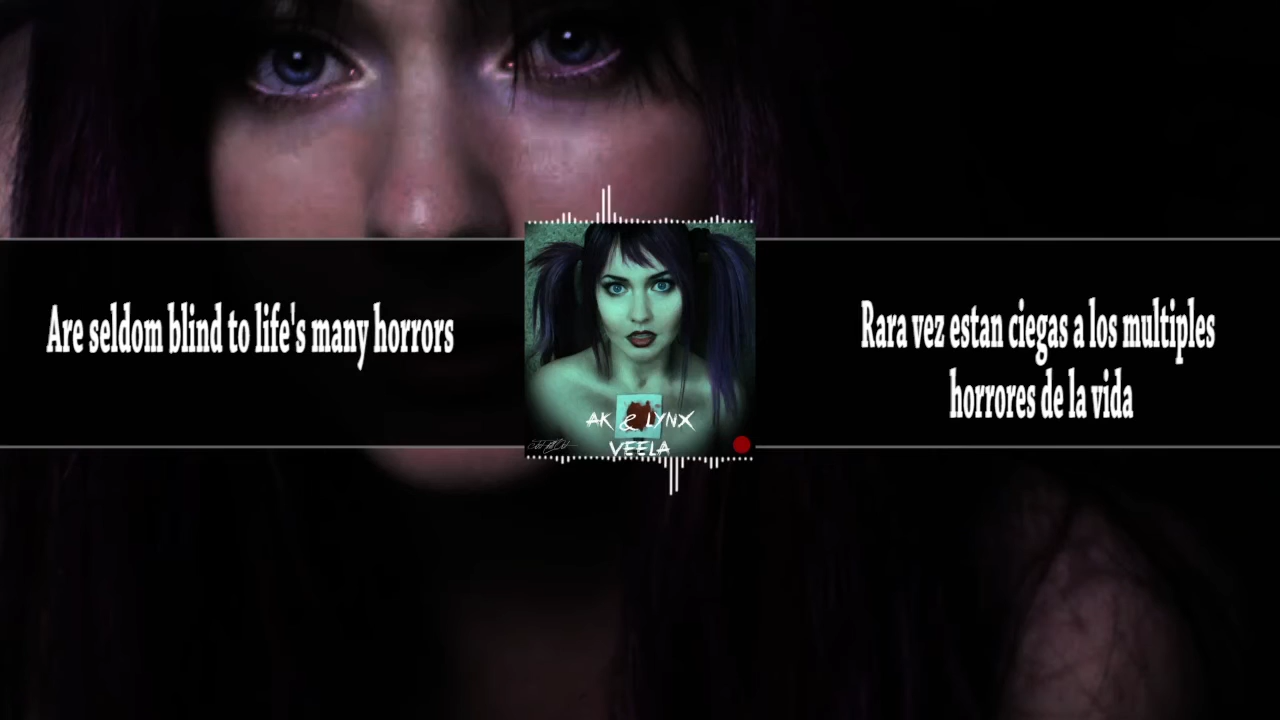 Are seldom blind to life's many horrors
Rara vez estan ciegas a los multiples
horrores de la vida
AK & LYNX
VEELA